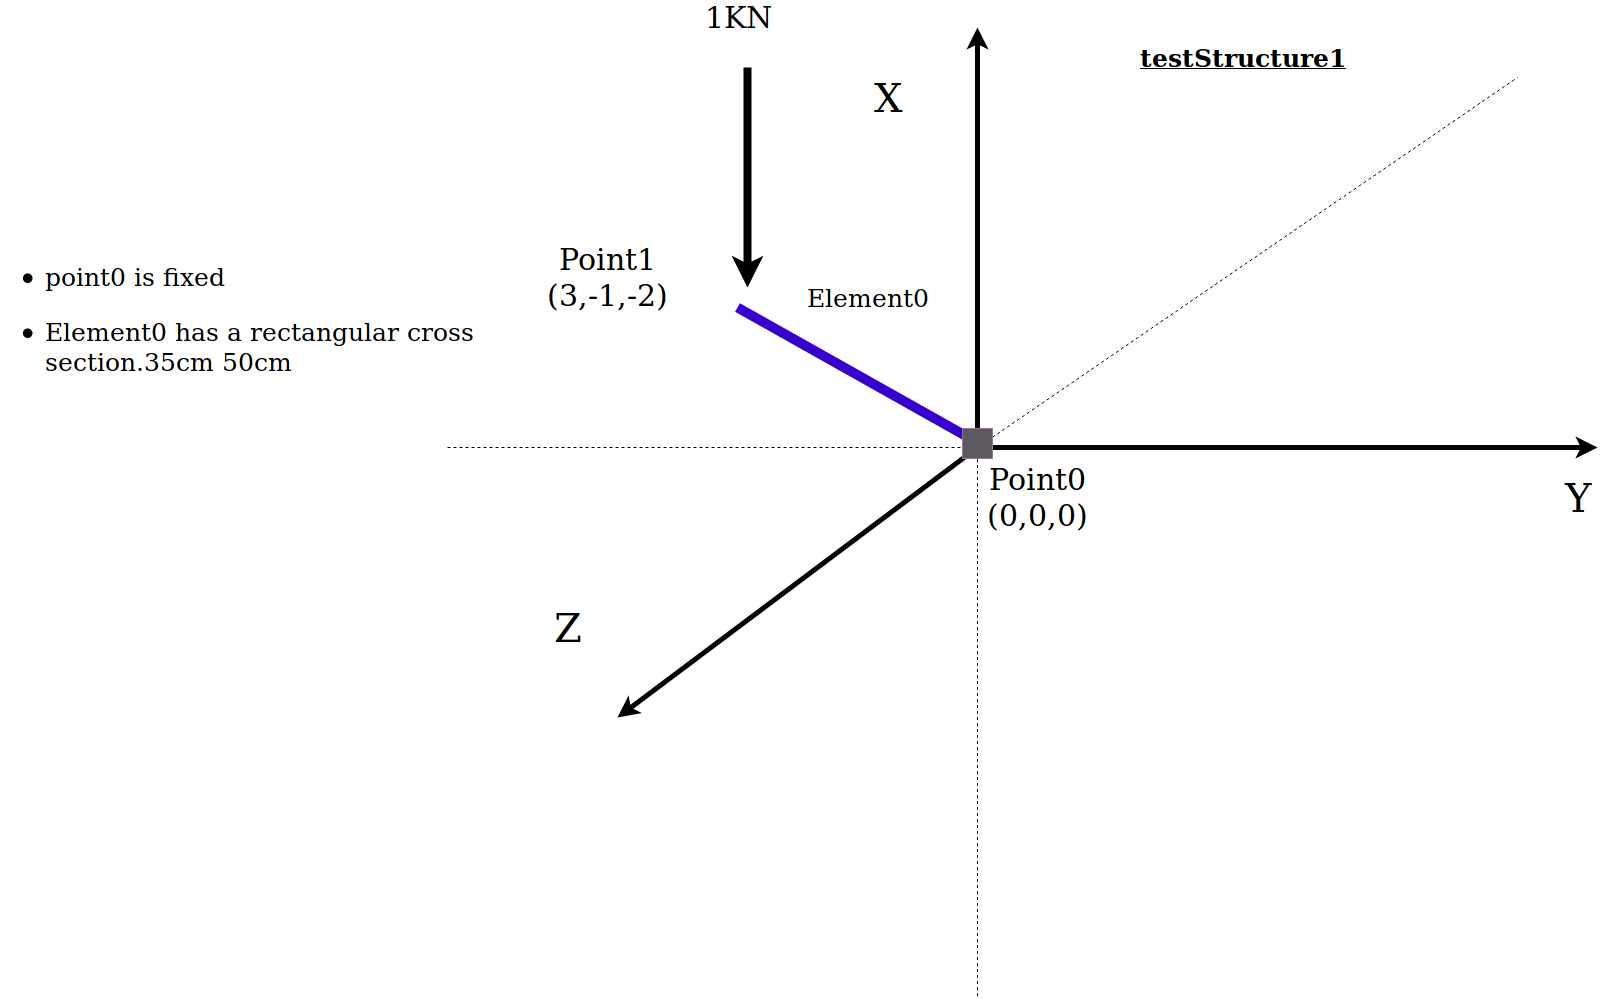 1KN
testStructure1
X
Point1
(3,-1,-2)
Element0
• point0 is fixed
• Element0 has a rectangular cross
section.35cm 50cm
Point0
(0,0,0)
Y
Z